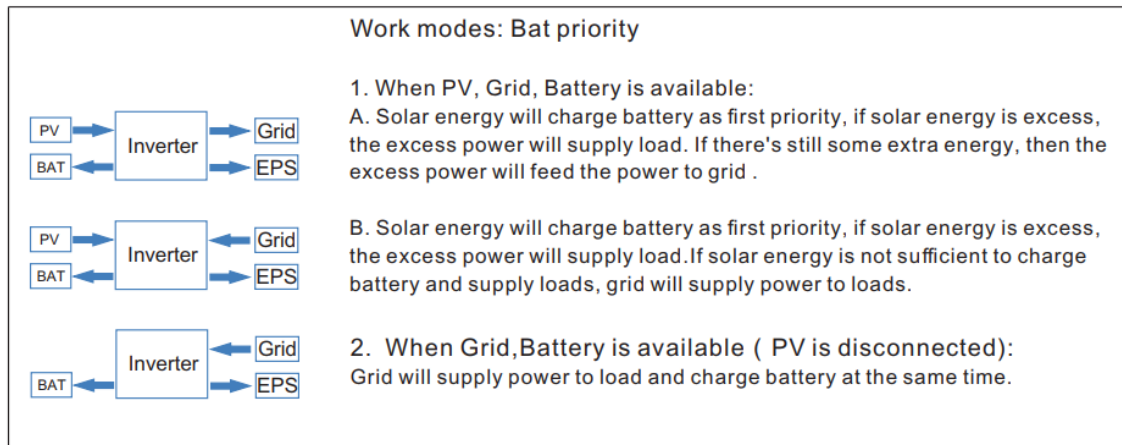 Work modes: Bat priority
1. When PV, Grid, Battery is available:
A. Solar energy will charge battery as first priority, if solar energy is excess,
the excess power will supply load. If there's still some extra energy, then the
excess power will feed the power to grid .
PV
Inverter
Grid
BAT
EPS
B. Solar energy will charge battery as first priority, if solar energy is excess,
the excess power will supply load.If solar energy is not sufficient to charge
battery and supply loads, grid will supply power to loads.
PV
Inverter
Grid
BAT
EPS
2. When Grid,Battery is available ( PV is disconnected):
Grid will supply power to load and charge battery at the same time.
Inverter
Grid
BAT
EPS